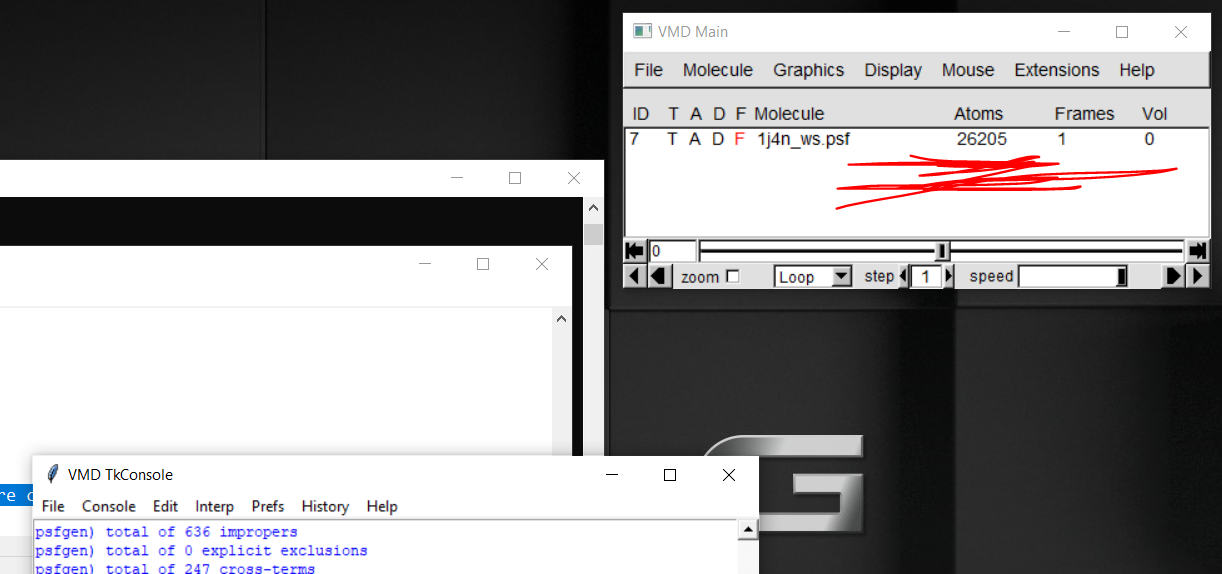 VMD Main
File Molecule Graphics Display Mouse Extensions Help
ID T A D F Molecule Atoms Frames Vol
7 T A D F 1j4n_ws.psf 26205 1 0
0
zoom Loop step 1 speed
VMD TkConsole
re
File Console Edit Interp Prefs History Help
psfgen) total of 636 impropers
psfgen) total of 0 explicit exclusions
psfgen) total of 247 cross-terms